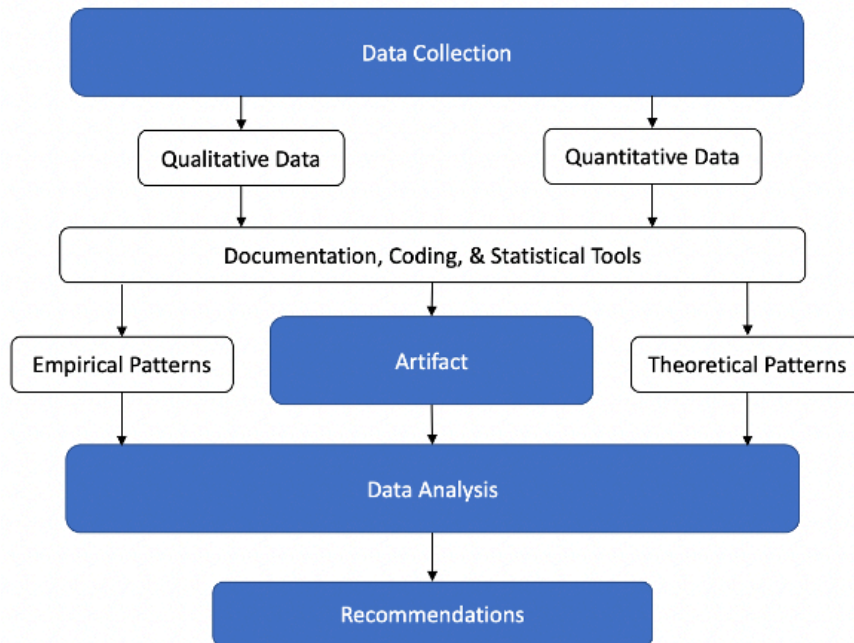 Data Collection
Qualitative Data
Quantitative Data
Documentation, Coding, & Statistical Tools
Empirical Patterns
Artifact
Theoretical Patterns
Data Analysis
Recommendations